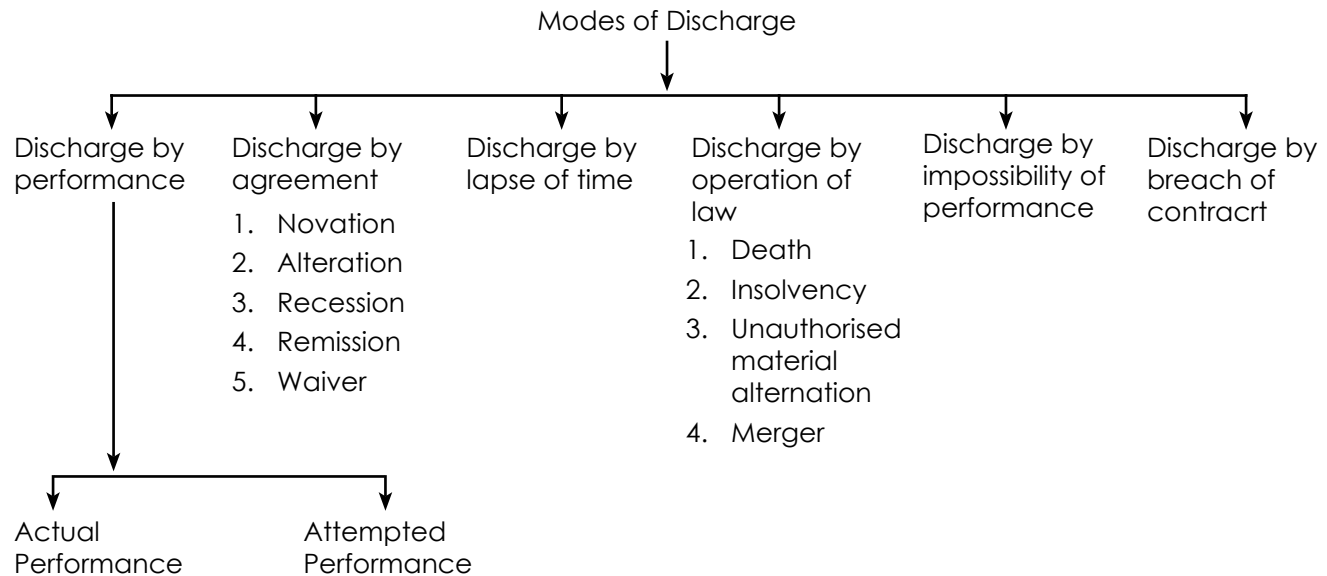 Modes of Discharge
Discharge by
performance
Discharge by
agreement
1. Novation
2. Alteration
3. Recession
4. Remission
5. Waiver
Discharge by
lapse of time
Discharge by
operation of
law
1. Death
2. Insolvency
3. Unauthorised
material
alternation
4. Merger
Discharge by
impossibility of
performance
Discharge by
breach of
contracrt
Actual
Performance
Attempted
Performance